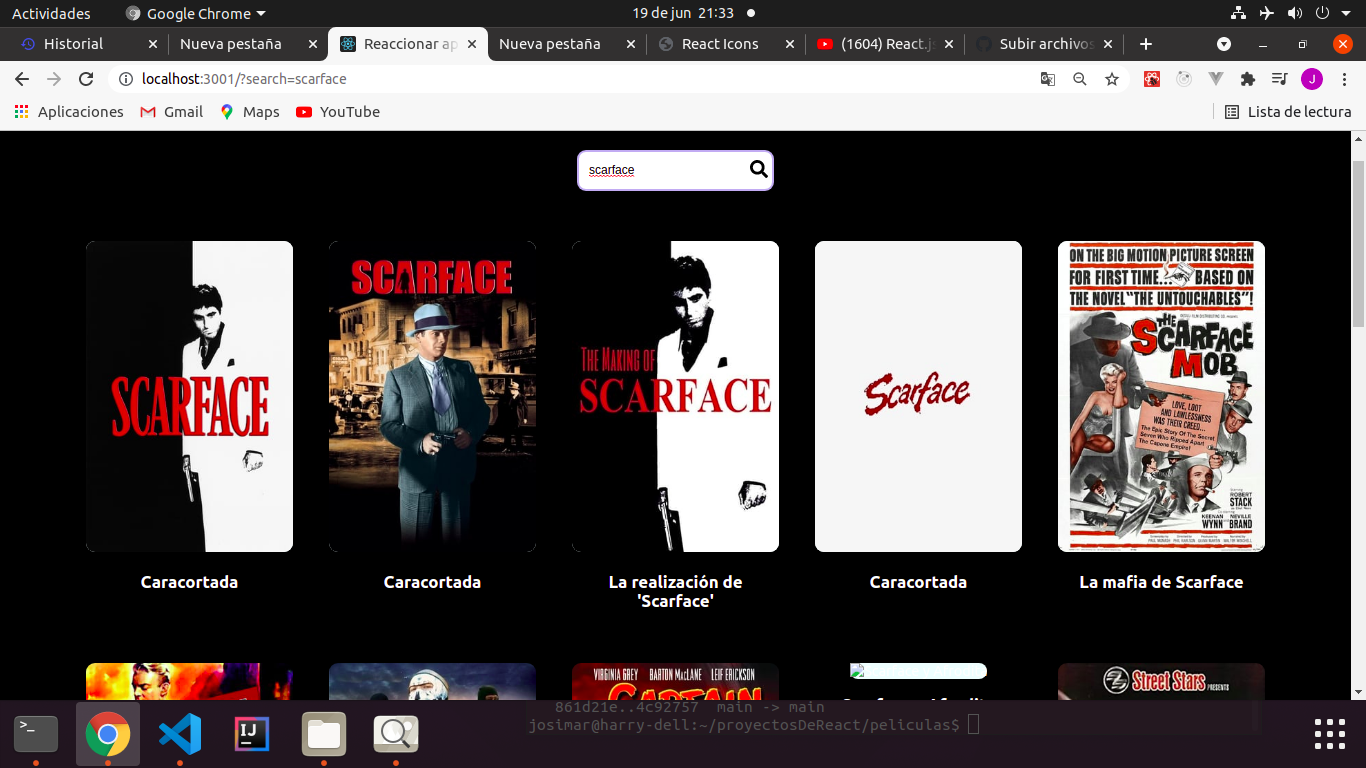 Actividades
Google Chrome
19 de jun 21:33
Historial
Nueva pestaña
Reaccionar ap
Nueva pestaña
React Icons
(1604) React.js
Subir archivos
localhost:3001/?search=scarface
J
Aplicaciones
Gmail
Maps
YouTube
Lista de lectura
scarface
SCARFACE
SCARFACE
THE MAKING OF
SCARFACE
Scarface
ON THE BIG MOTION PICTURE SCREEN
FOR FIRST TIME... BASED ON
THE NOVEL "THE UNTOUCHABLES"!
THE
SCARFACE
MOB
LOVE, LOOT
AND LAWLESSNESS
WAS THEIR CREED...
The Epic Story Of The Secret
Seven Who Ripped Apart
The Capone Empire!
ROBERT
STACK
KEENAN
WYNN
NEVILLE
BRAND
Caracortada
Caracortada
La realización de
'Scarface'
Caracortada
La mafia de Scarface
VIRGINIA GREY BARTON MacLANE LEIF ERICKSON
CAPTAIN
Street Stars
PRESENTS
861d21e..4c92757 main -> main
josimar@harry-dell:~/proyectosDeReact/peliculas$
>_
IJ